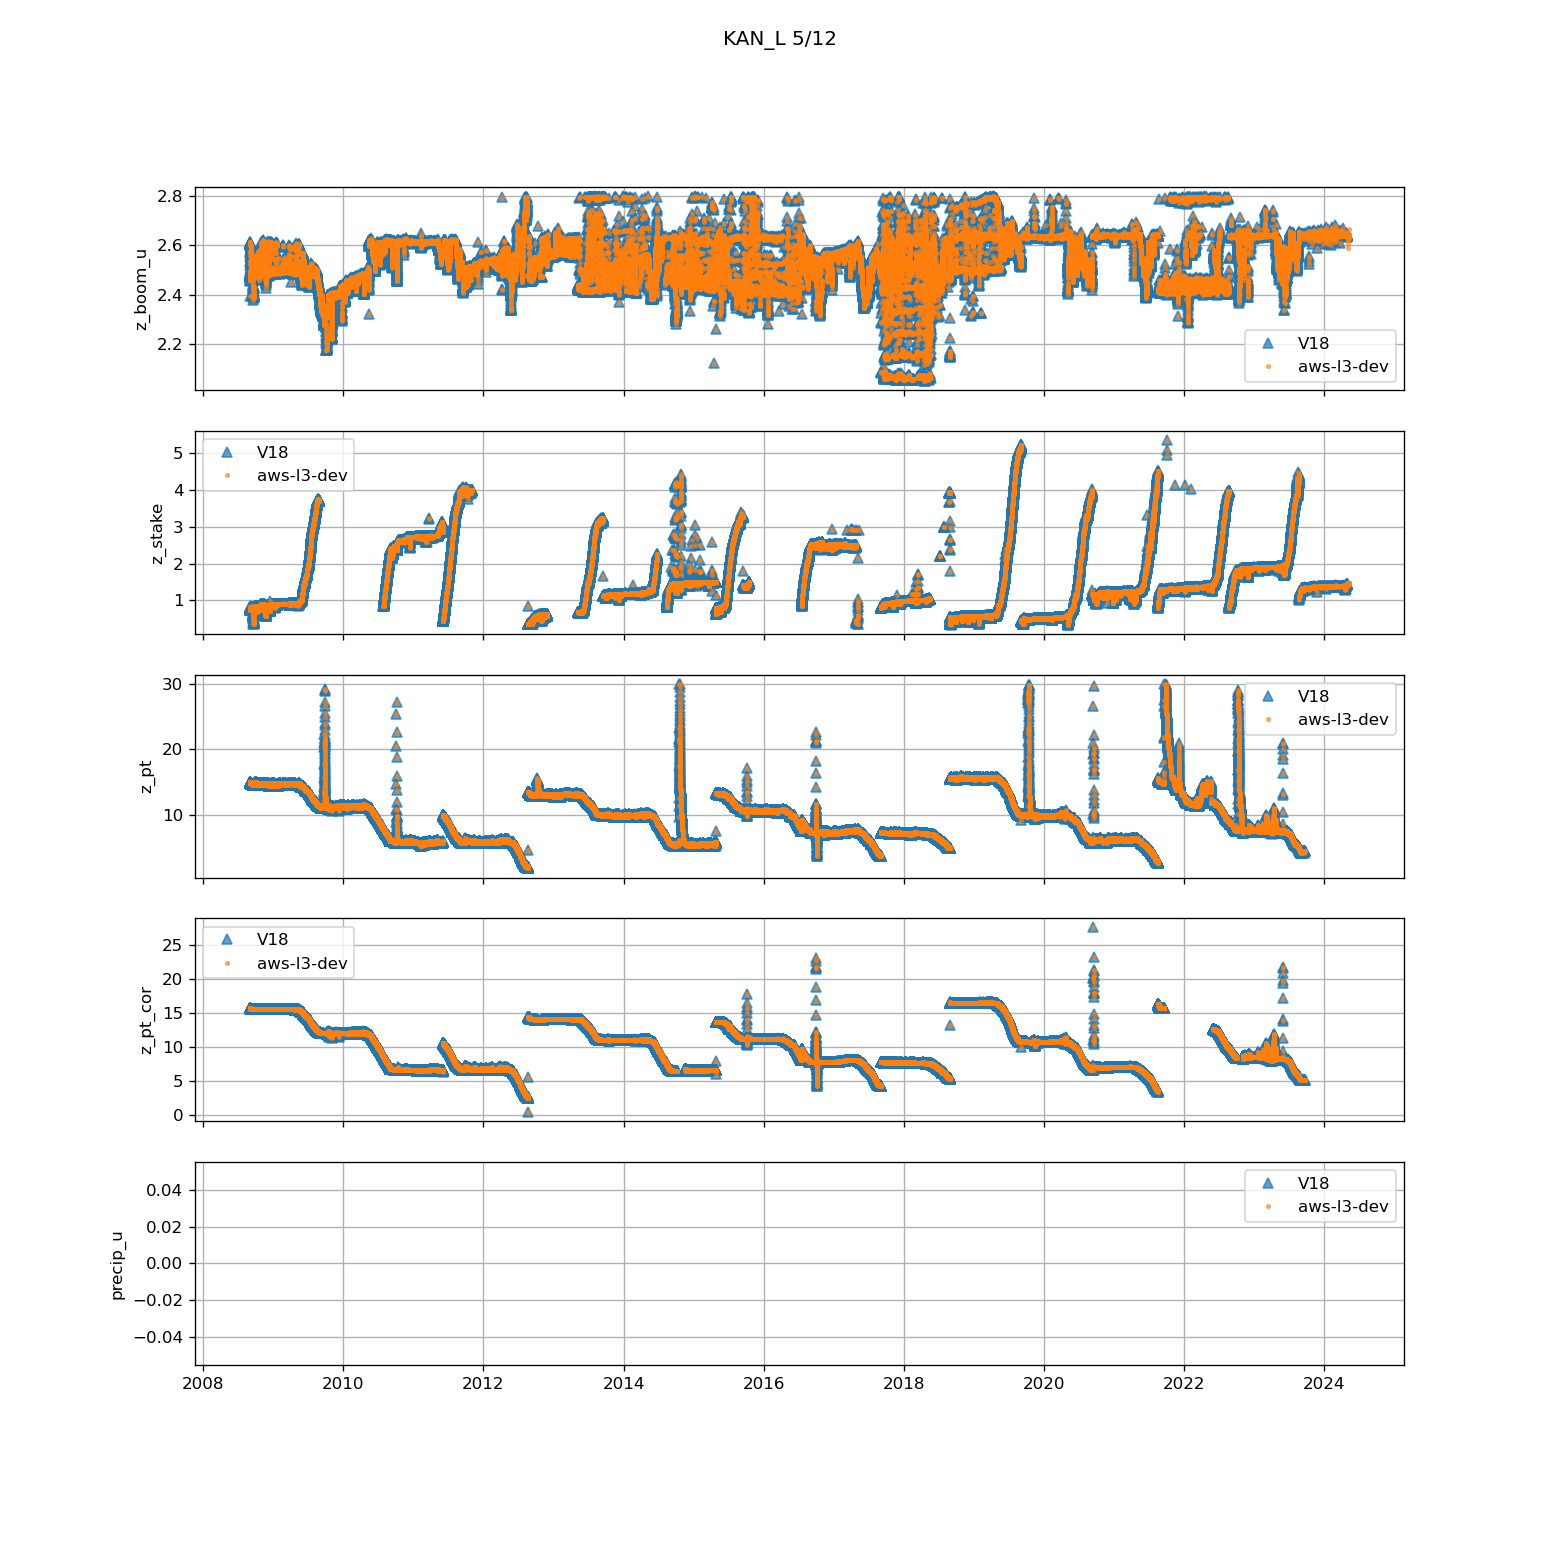 KAN_L 5/12
2.8
2.6
2.4
2.2
z_boom_u
V18
aws-l3-dev
5
4
3
2
1
z_stake
V18
aws-l3-dev
30
20
10
z_pt
V18
aws-l3-dev
25
20
15
10
5
0
z_pt_cor
V18
aws-l3-dev
0.04
0.02
0.00
−0.02
−0.04
precip_u
V18
aws-l3-dev
2008 2010 2012 2014 2016 2018 2020 2022 2024